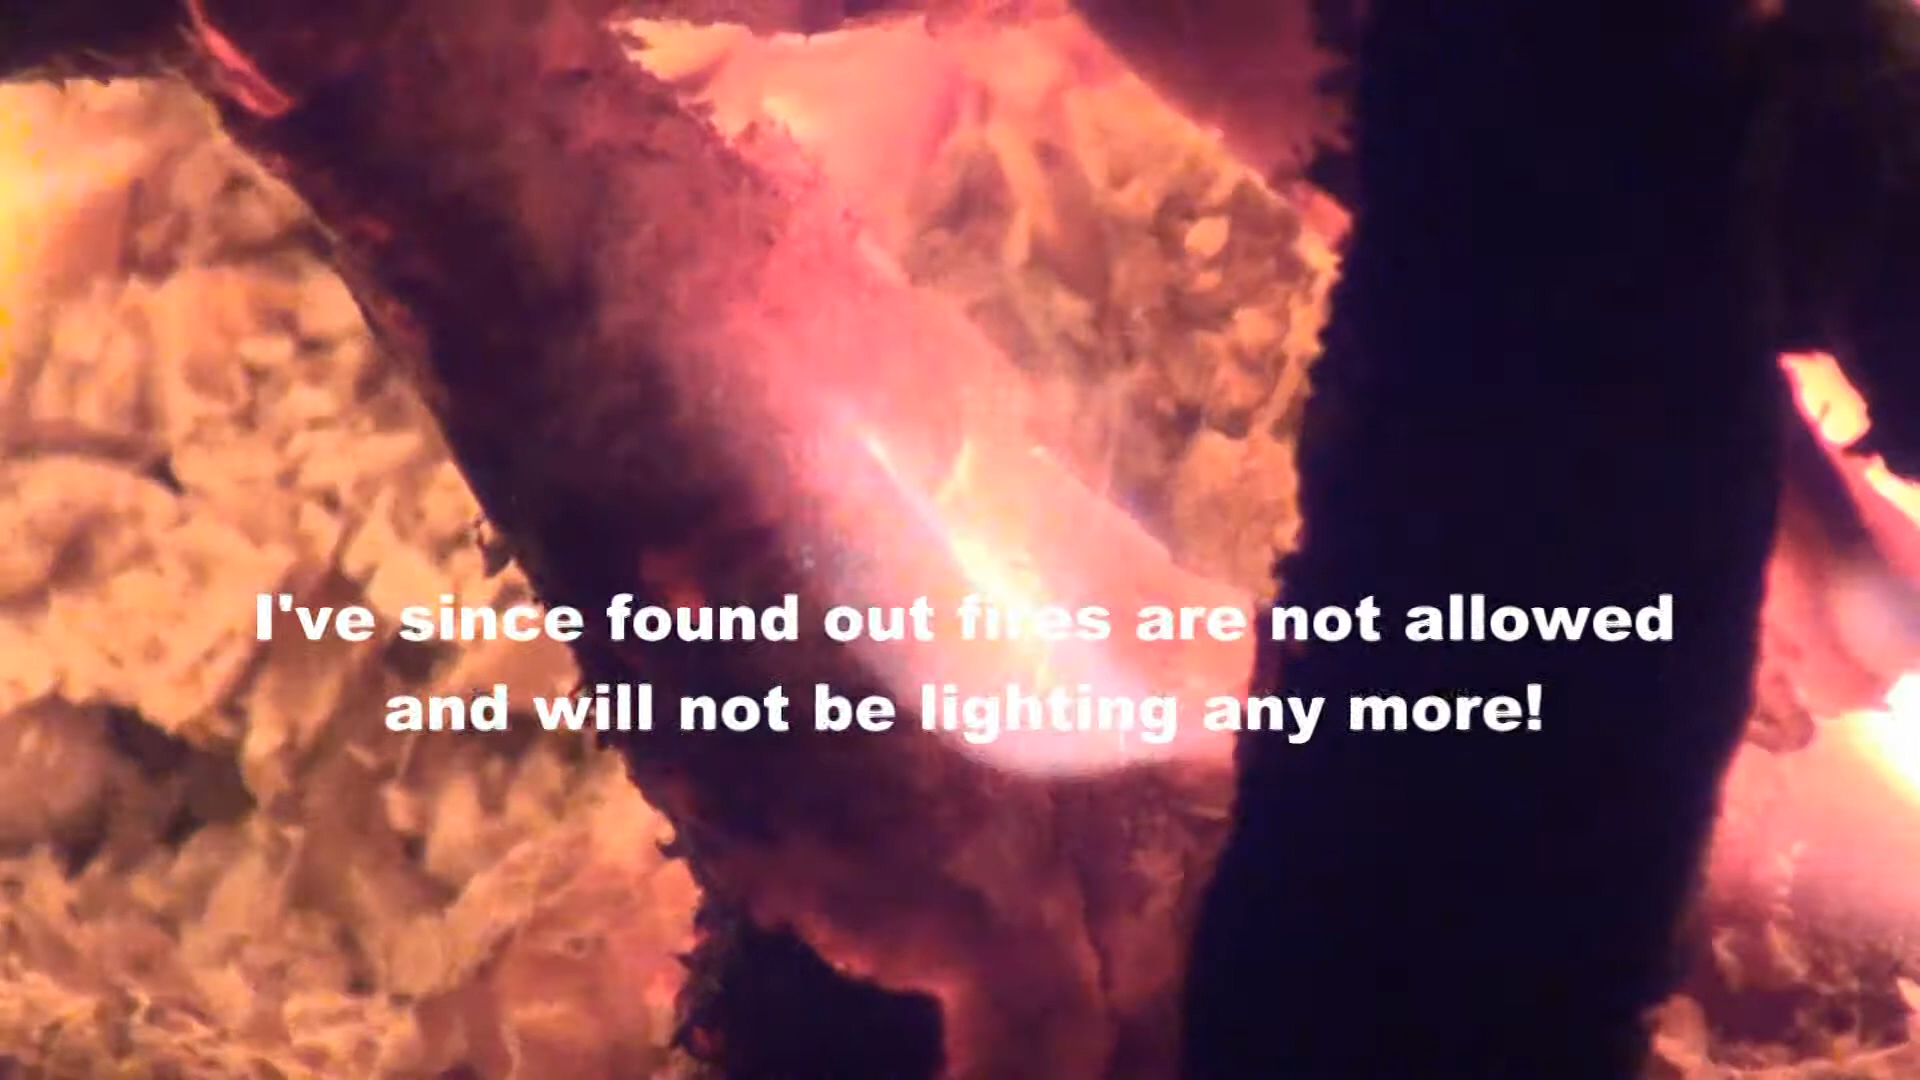 I've since found out fires are not allowed
and will not be lighting any more!